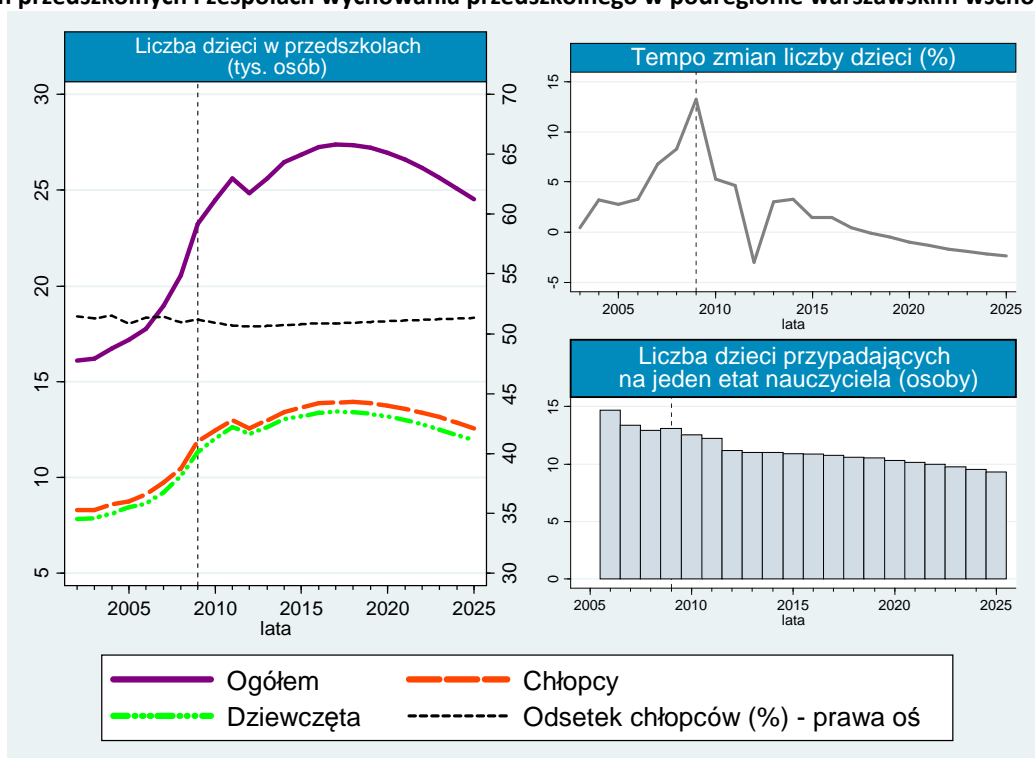 przedszkolnych i zespołach wychowania przedszkolnego w podregionie warszawskim
Liczba dzieci w przedszkolach
(tys. osób)
30
25
20
15
10
5
70
65
60
55
50
45
40
35
30
2005 2010 2015 2020 2025
lata
Tempo zmian liczby dzieci (%)
15
10
5
0
-5
2005 2010 2015 2020 2025
lata
Liczba dzieci przypadających
na jeden etat nauczyciela (osoby)
15
10
5
0
2005 2010 2015 2020 2025
lata
Ogółem Chłopcy
Dziewczęta Odsetek chłopców (%) - prawa oś